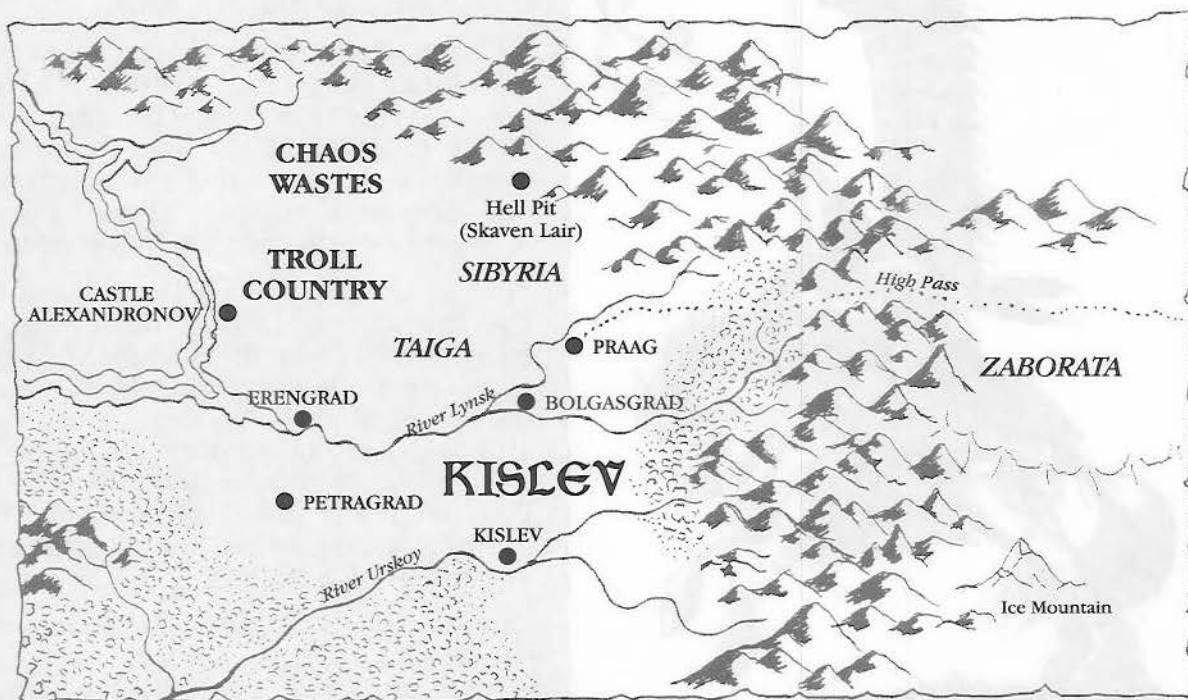 CHAOS
WASTES
Hell Pit
(Skaven Lair)
TROLL
COUNTRY
SIBYRIA
High Pass
CASTLE
ALEXANDRONOV
TAIGA
PRAAG
ZABORATA
ERENGRAD
River Lynsk
BOLGASGRAD
KISLEV
PETRAGRAD
KISLEV
River Urskoy
Ice Mountain